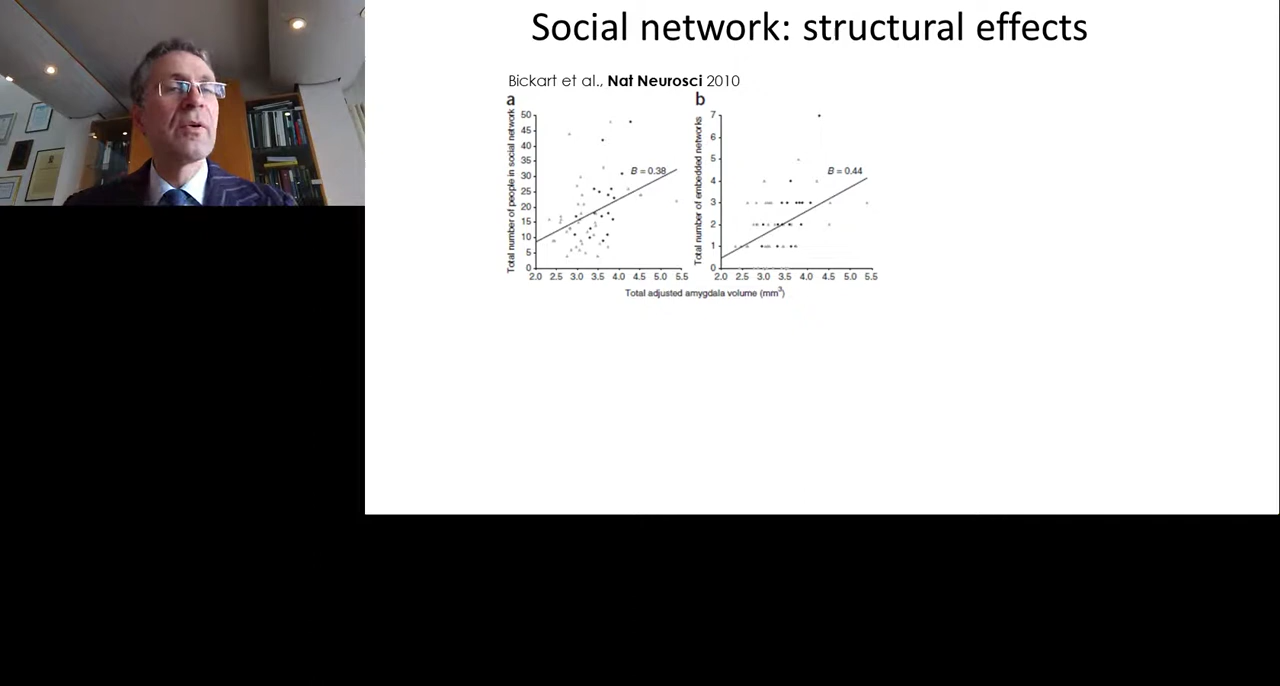 Social network: structural effects
Bickart et al., Nat Neurosci 2010
a
b
Total number of people in social network
50
45
40
35
30
25
20
15
10
5
0
B = 0.38
2.0 2.5 3.0 3.5 4.0 4.5 5.0 5.5
Total number of embedded networks
7
6
5
4
3
2
1
0
B = 0.44
2.0 2.5 3.0 3.5 4.0 4.5 5.0 5.5
Total adjusted amygdala volume (mm³)